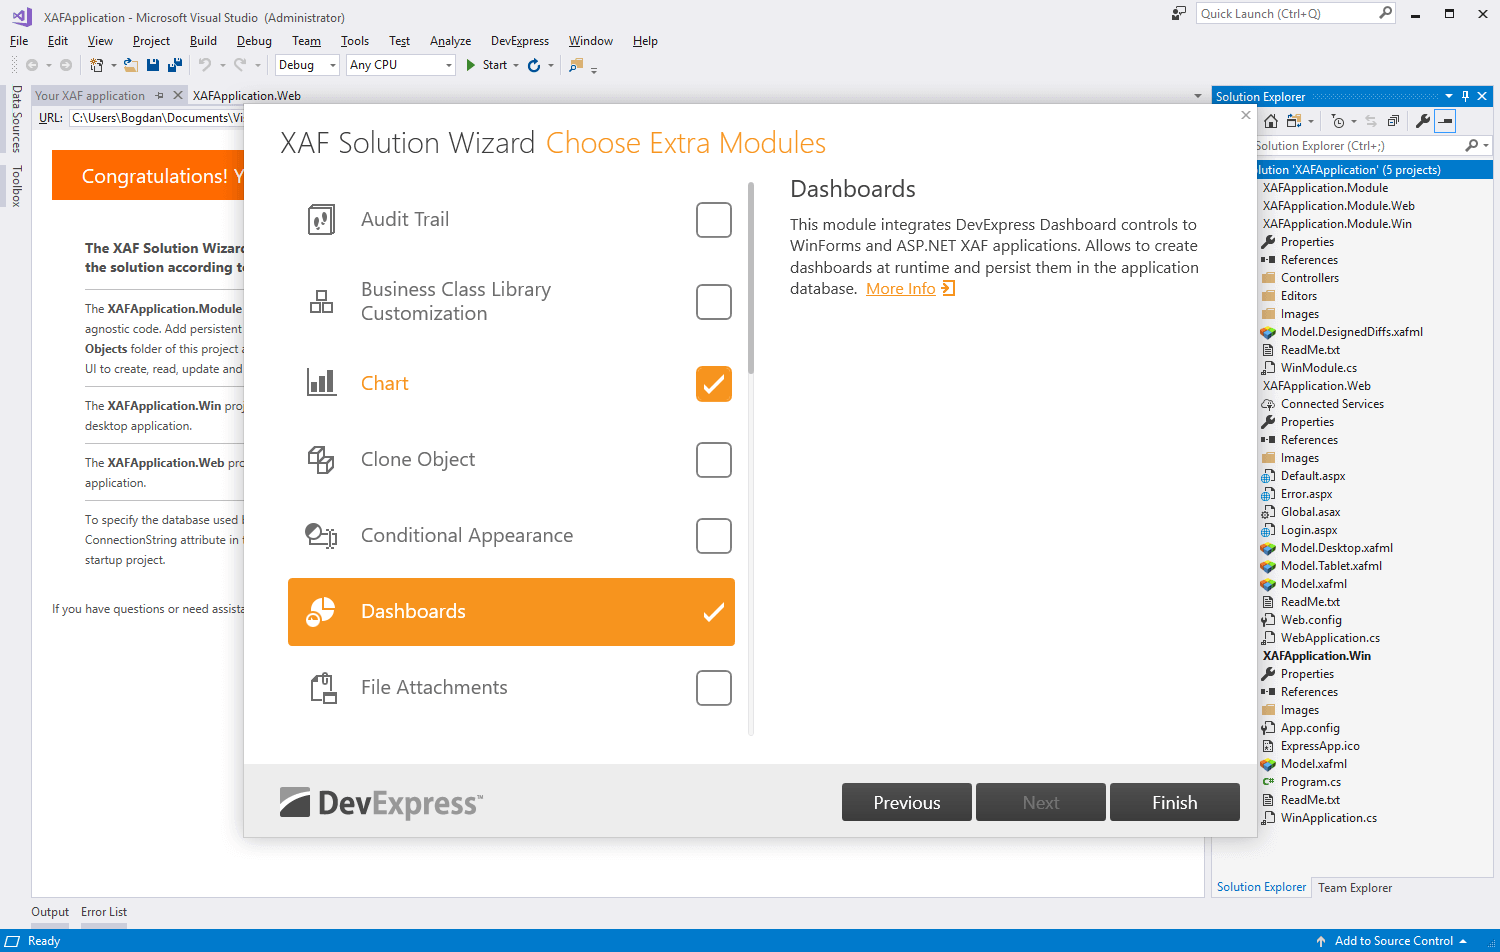 XAFApplication - Microsoft Visual Studio (Administrator)
Quick Launch (Ctrl+Q)
File Edit View Project Build Debug Team Tools Test Analyze DevExpress Window Help
Debug Any CPU Start
Data Sources
Toolbox
Your XAF application XAFApplication.Web
URL: C:\Users\Bogdan\Documents\Vi
Congratulations! Y
The XAF Solution Wizard
the solution according to
The XAFApplication.Module
agnostic code. Add persistent
Objects folder of this project a
UI to create, read, update and
The XAFApplication.Win proj
desktop application.
The XAFApplication.Web pro
application.
To specify the database used b
ConnectionString attribute in t
startup project.
If you have questions or need assista
XAF Solution Wizard Choose Extra Modules
Audit Trail
Business Class Library
Customization
Chart
Clone Object
Conditional Appearance
Dashboards
File Attachments
Dashboards
This module integrates DevExpress Dashboard controls to
WinForms and ASP.NET XAF applications. Allows to create
dashboards at runtime and persist them in the application
database. More Info
DevExpress™
Previous Next Finish
Solution Explorer
Solution Explorer (Ctrl+;)
lution 'XAFApplication' (5 projects)
XAFApplication.Module
XAFApplication.Module.Web
XAFApplication.Module.Win
Properties
References
Controllers
Editors
Images
Model.DesignedDiffs.xafml
ReadMe.txt
WinModule.cs
XAFApplication.Web
Connected Services
Properties
References
Images
Default.aspx
Error.aspx
Global.asax
Login.aspx
Model.Desktop.xafml
Model.Tablet.xafml
Model.xafml
ReadMe.txt
Web.config
WebApplication.cs
XAFApplication.Win
Properties
References
Images
App.config
ExpressApp.ico
Model.xafml
C# Program.cs
ReadMe.txt
WinApplication.cs
Solution Explorer Team Explorer
Output Error List
Ready
Add to Source Control